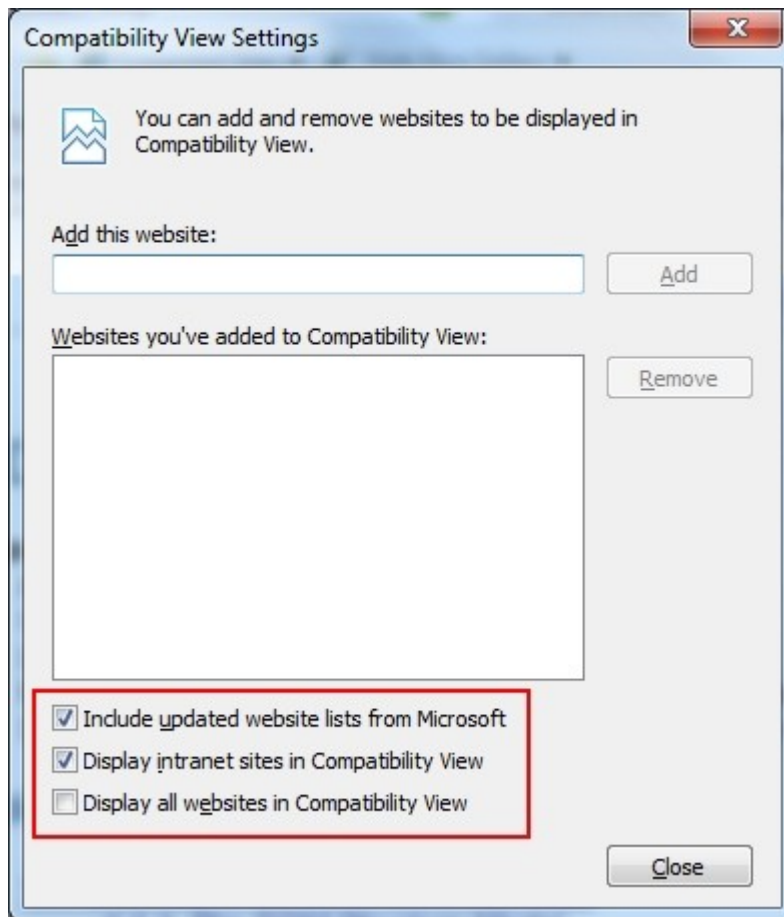 Compatibility View Settings
You can add and remove websites to be displayed in
Compatibility View.
Add this website:
Add
Websites you've added to Compatibility View:
Remove
Include updated website lists from Microsoft
Display intranet sites in Compatibility View
Display all websites in Compatibility View
Close